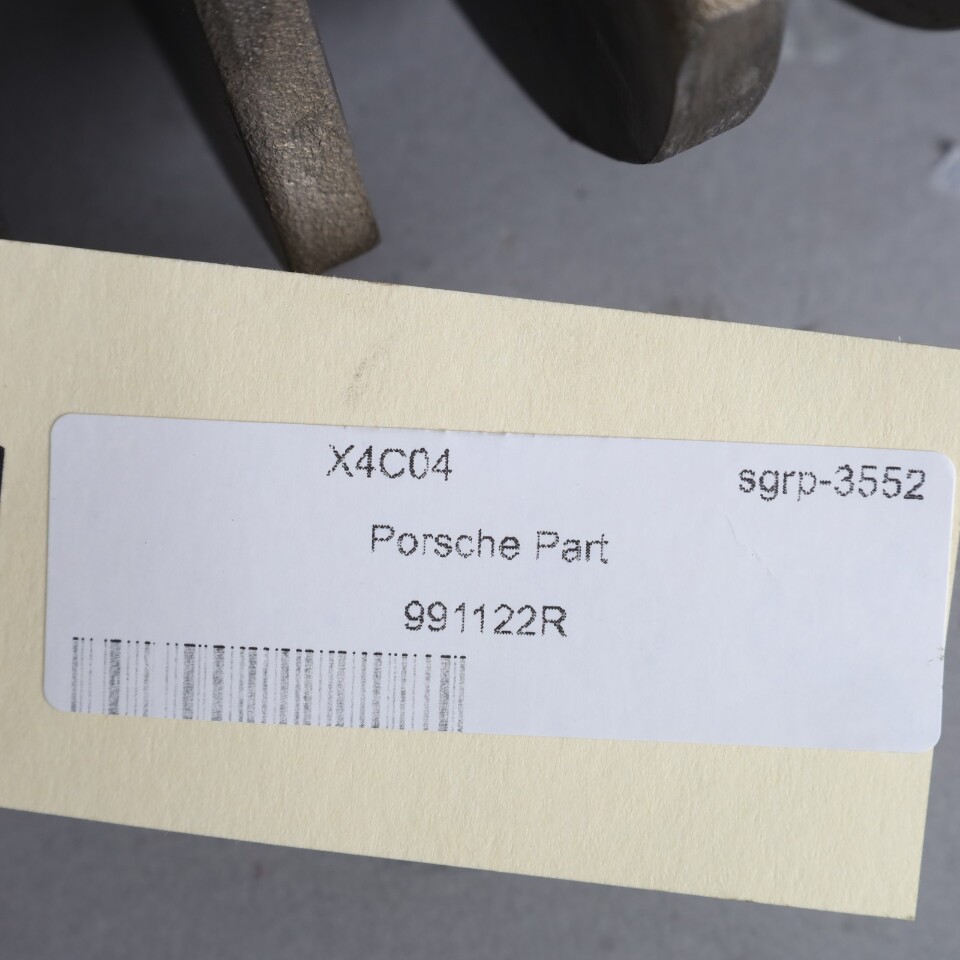 X4C04 sgrp-3552
Porsche Part
991122R